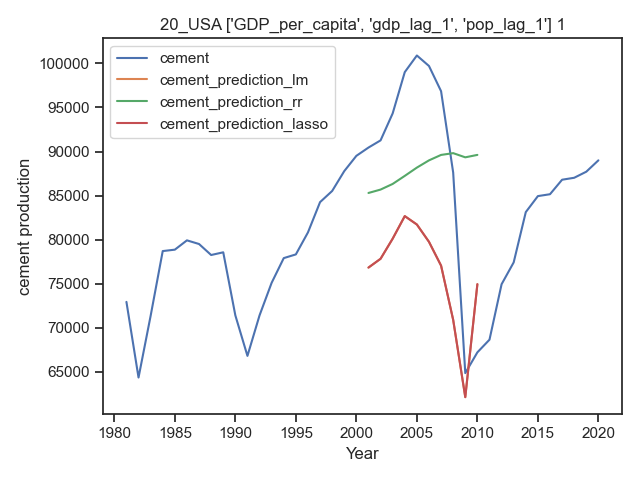 20_USA ['GDP_per_capita', 'gdp_lag_1', 'pop_lag_1'] 1
cement
cement_prediction_lm
cement_prediction_rr
cement_prediction_lasso
100000
95000
90000
85000
80000
75000
70000
65000
cement production
1980 1985 1990 1995 2000 2005 2010 2015 2020
Year